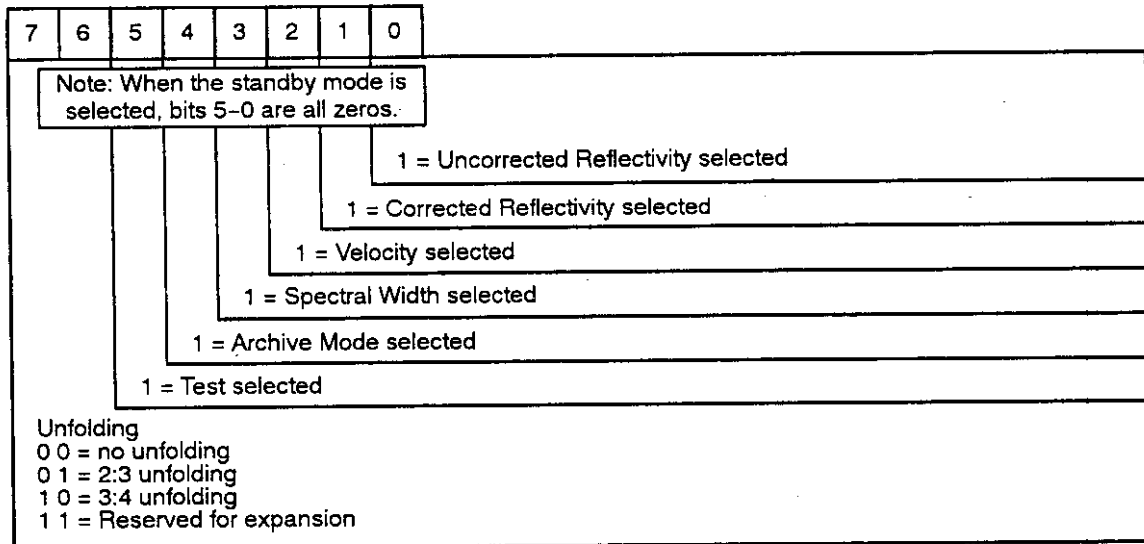 7 6 5 4 3 2 1 0
Note: When the standby mode is
selected, bits 5–0 are all zeros.
1 = Uncorrected Reflectivity selected
1 = Corrected Reflectivity selected
1 = Velocity selected
1 = Spectral Width selected
1 = Archive Mode selected
1 = Test selected
Unfolding
0 0 = no unfolding
0 1 = 2:3 unfolding
1 0 = 3:4 unfolding
1 1 = Reserved for expansion